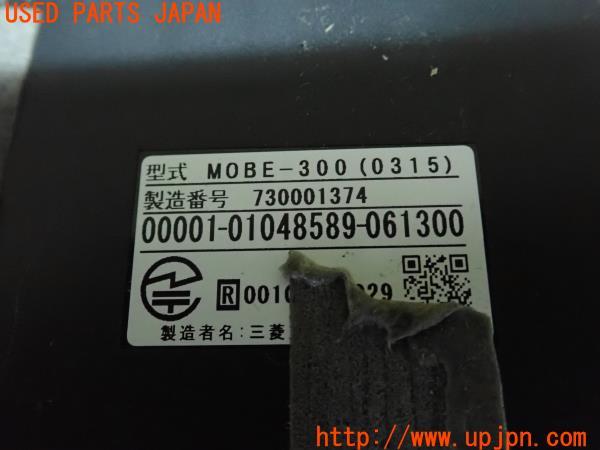 USED PARTS JAPAN
型式 MOBE-300(0315)
製造番号 730001374
00001-01048589-061300
R 001 29
製造者名:三菱
http://www.upjpn.com/